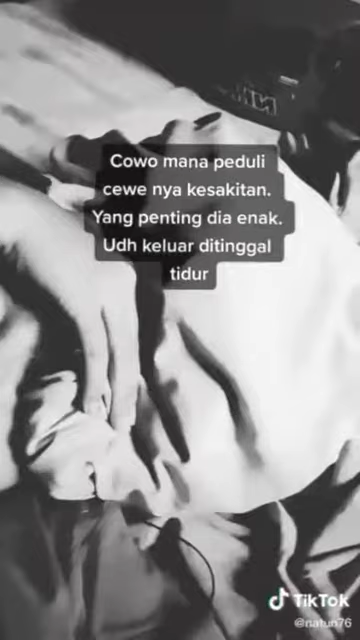 Cowo mana peduli
cewe nya kesakitan.
Yang penting dia enak.
Udh keluar ditinggal
tidur
TikTok
@natun76